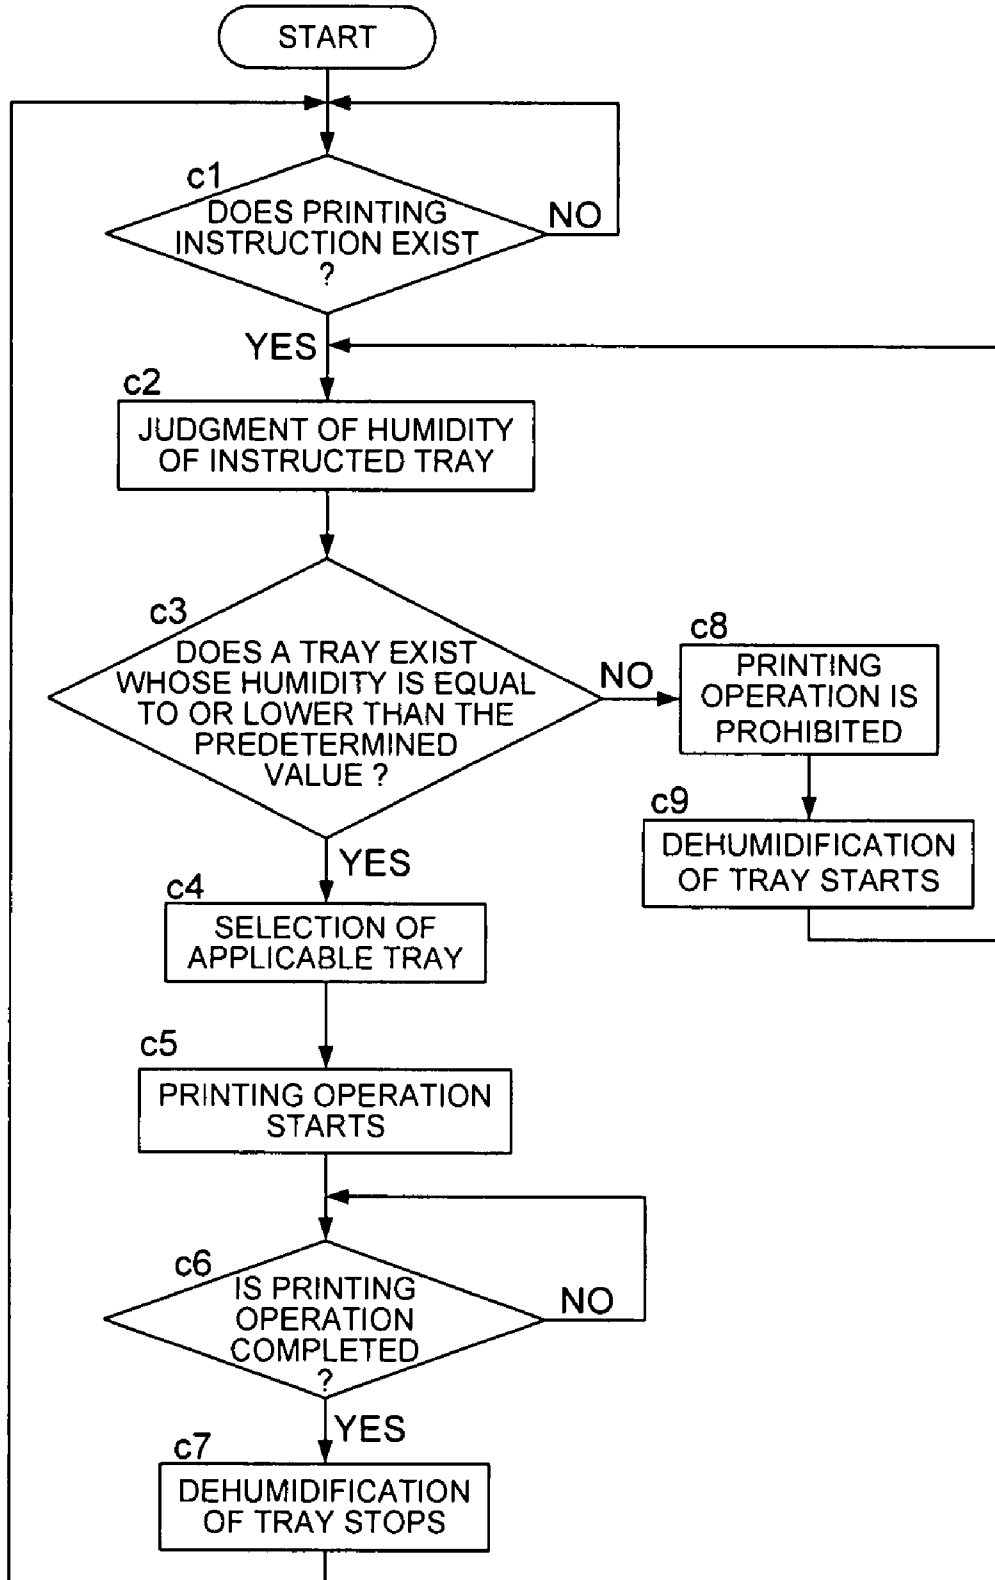 START
c1
DOES PRINTING
INSTRUCTION EXIST
?
NO
YES
c2
JUDGMENT OF HUMIDITY
OF INSTRUCTED TRAY
c3
DOES A TRAY EXIST
WHOSE HUMIDITY IS EQUAL
TO OR LOWER THAN THE
PREDETERMINED
VALUE ?
NO
c8
PRINTING
OPERATION IS
PROHIBITED
c9
DEHUMIDIFICATION
OF TRAY STARTS
YES
c4
SELECTION OF
APPLICABLE TRAY
c5
PRINTING OPERATION
STARTS
c6
IS PRINTING
OPERATION
COMPLETED
?
NO
YES
c7
DEHUMIDIFICATION
OF TRAY STOPS